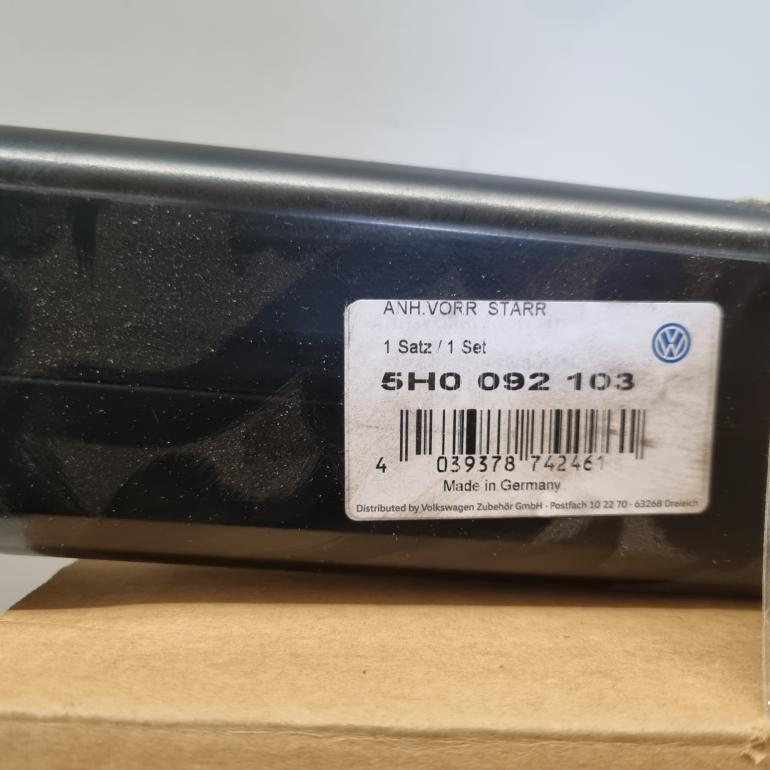 ANH.VORR STARR
1 Satz / 1 Set
5H0 092 103
4 039378 742461
Made in Germany
Distributed by Volkswagen Zubehör GmbH · Postfach 10 22 70 · 63268 Dreieich